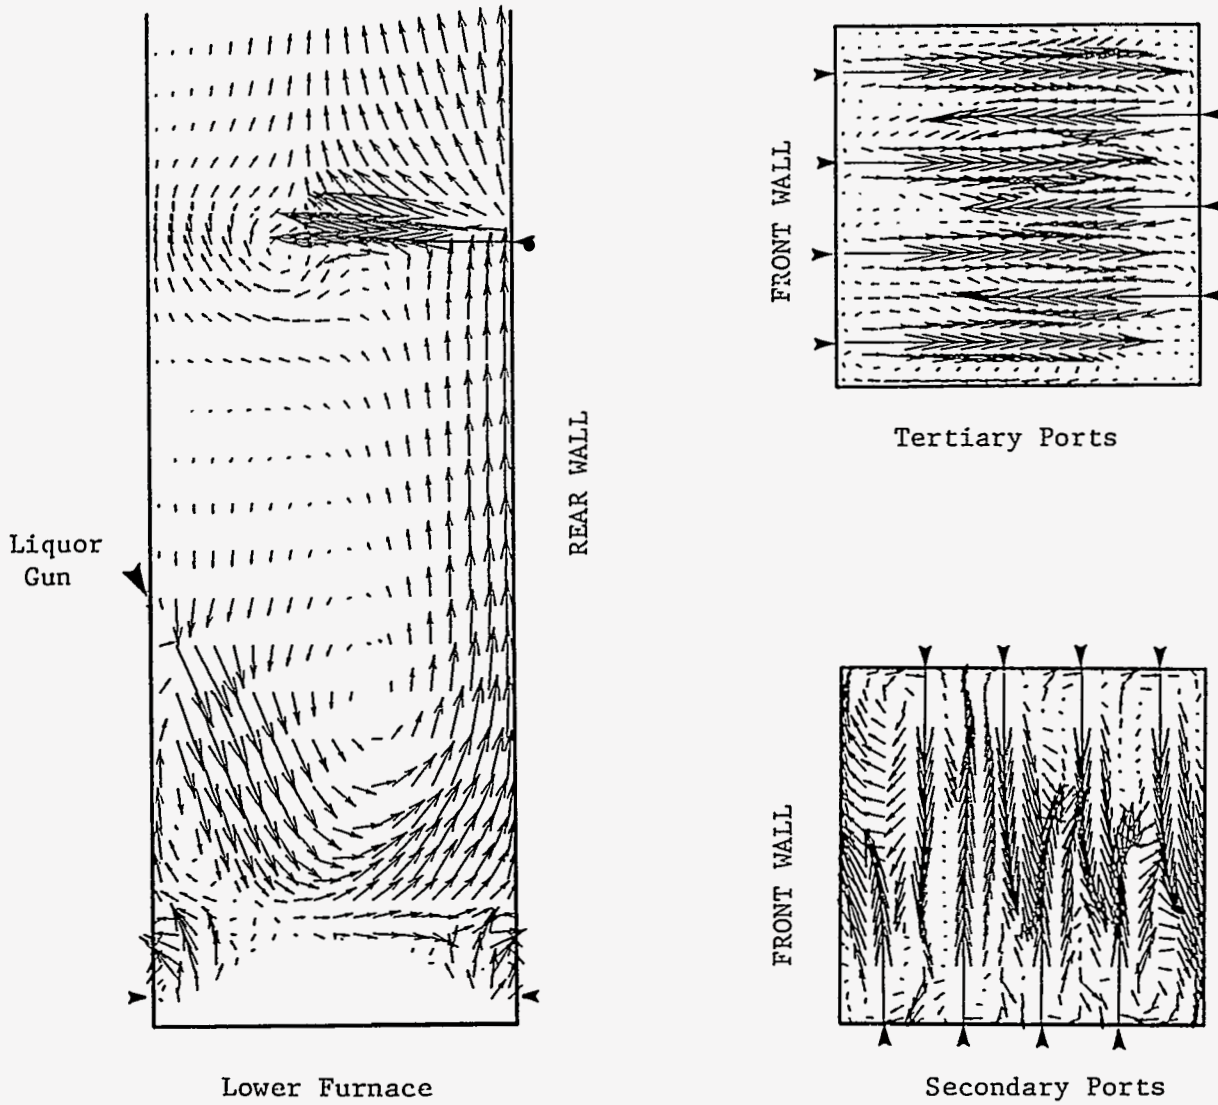 Liquor
Gun
REAR WALL
Lower Furnace
FRONT WALL
Tertiary Ports
FRONT WALL
Secondary Ports